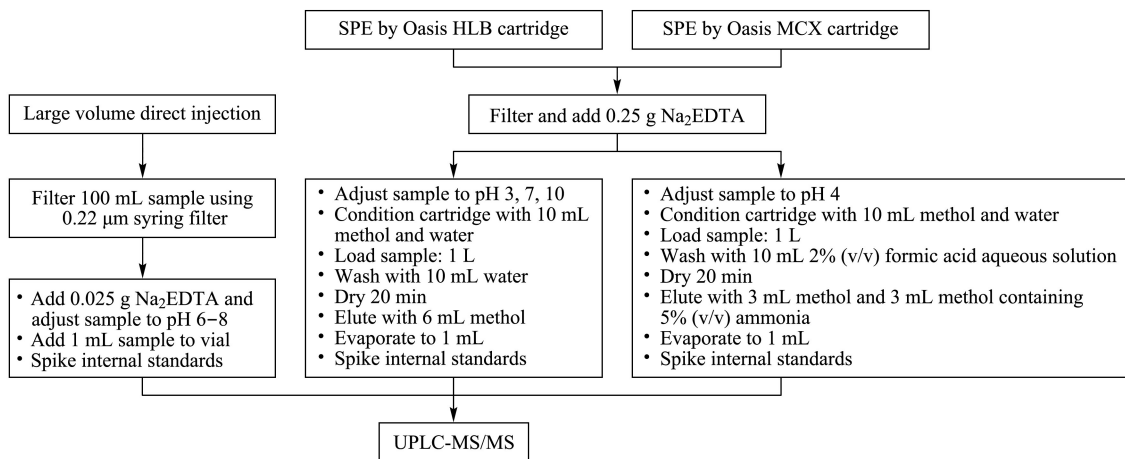 SPE by Oasis HLB cartridge
SPE by Oasis MCX cartridge
Filter and add 0.25 g Na₂EDTA
Large volume direct injection
Filter 100 mL sample using
0.22 μm syring filter
• Add 0.025 g Na₂EDTA and
adjust sample to pH 6−8
• Add 1 mL sample to vial
• Spike internal standards
• Adjust sample to pH 3, 7, 10
• Condition cartridge with 10 mL
methol and water
• Load sample: 1 L
• Wash with 10 mL water
• Dry 20 min
• Elute with 6 mL methol
• Evaporate to 1 mL
• Spike internal standards
• Adjust sample to pH 4
• Condition cartridge with 10 mL methol and water
• Load sample: 1 L
• Wash with 10 mL 2% (v/v) formic acid aqueous solution
• Dry 20 min
• Elute with 3 mL methol and 3 mL methol containing
5% (v/v) ammonia
• Evaporate to 1 mL
• Spike internal standards
UPLC-MS/MS